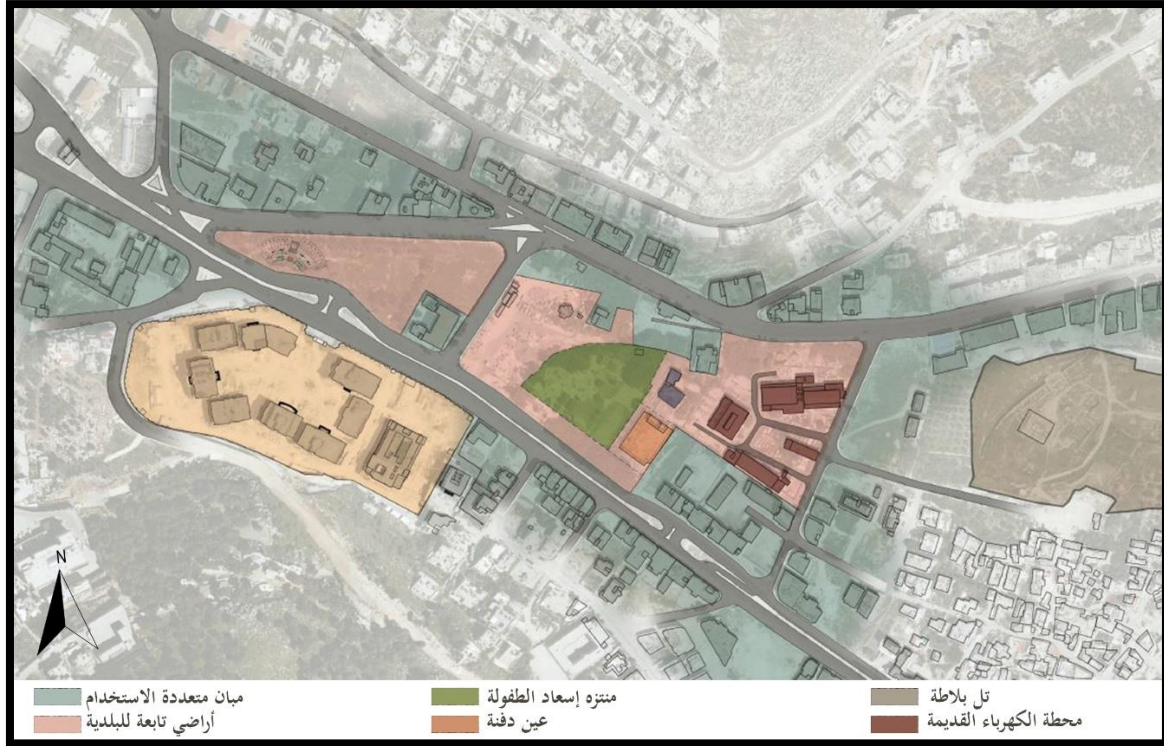 N
تل بلاطة
منتزه إسعاد الطفولة
مبان متعددة الاستخدام
محطة الكهرباء القديمة
عين دفنة
أراضي تابعة للبلدية